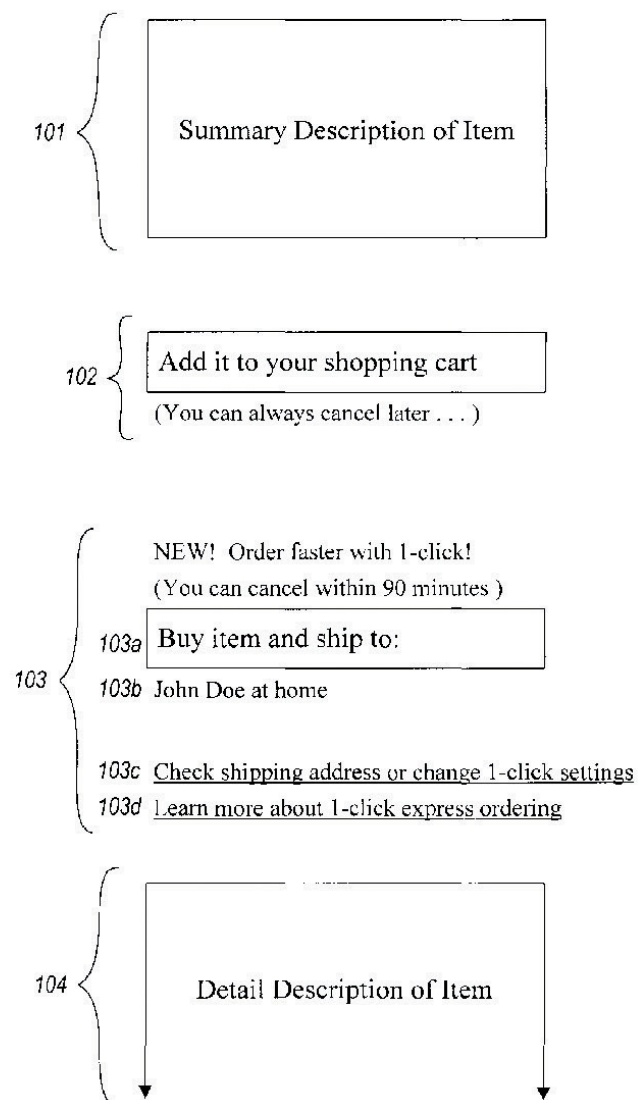 101
Summary Description of Item
102
Add it to your shopping cart
(You can always cancel later . . . )
NEW! Order faster with 1-click!
(You can cancel within 90 minutes )
103
103a Buy item and ship to:
103b John Doe at home
103c Check shipping address or change 1-click settings
103d Learn more about 1-click express ordering
104
Detail Description of Item